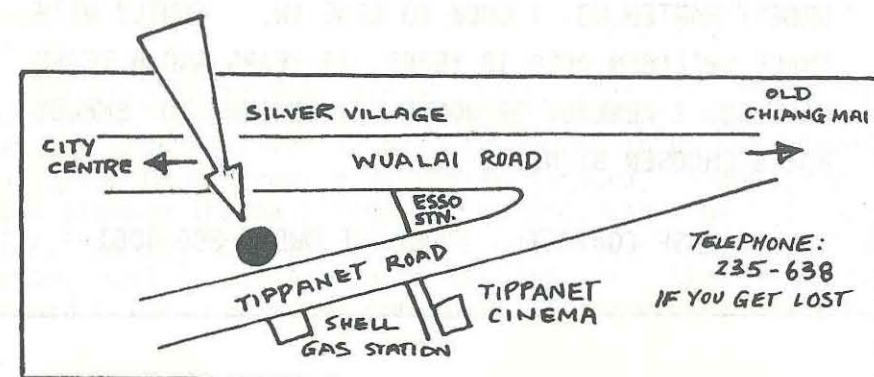 OLD
SILVER VILLAGE
CHIANG MAI
CITY
CENTRE
WUALAI ROAD
ESSO
STN.
TIPPANET ROAD
TELEPHONE:
235-638
IF YOU GET LOST
TIPPANET
CINEMA
SHELL
GAS STATION